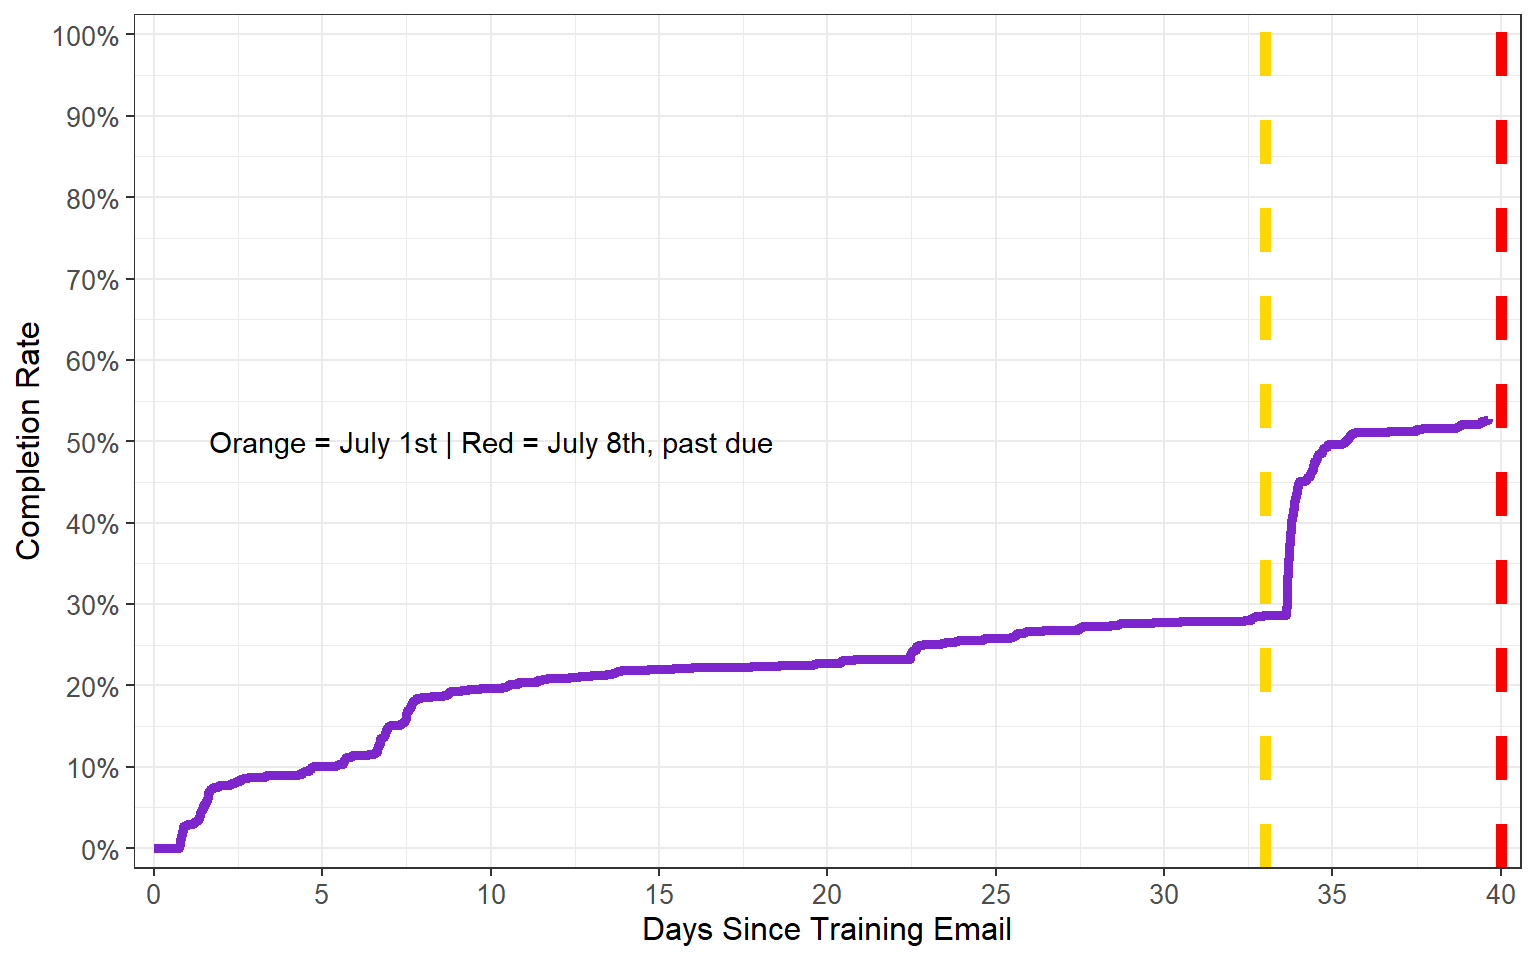 100%
90%
80%
70%
60%
50%
40%
30%
20%
10%
0%
Completion Rate
Orange = July 1st | Red = July 8th, past due
0 5 10 15 20 25 30 35 40
Days Since Training Email